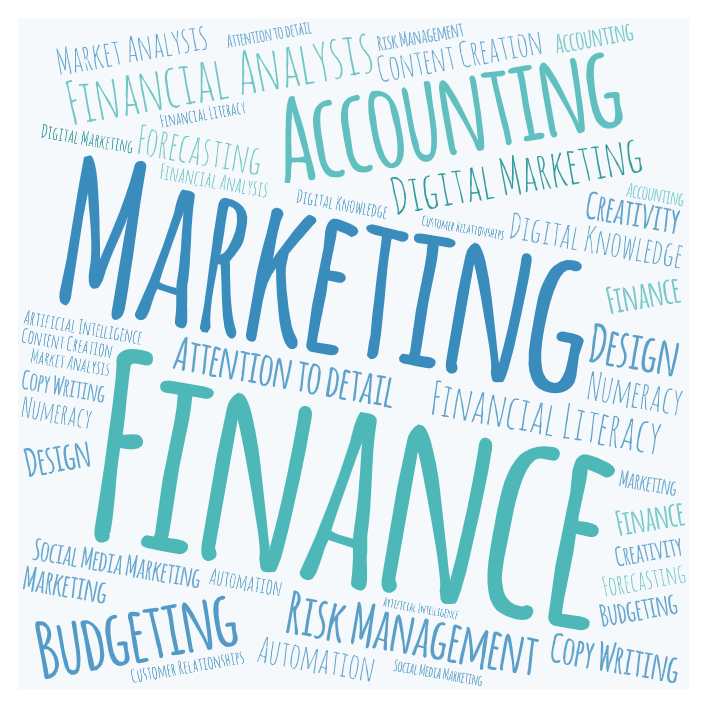 Market Analysis
Attention to detail
Risk Management
Accounting
Financial Analysis
Content Creation
Financial Literacy
Accounting
Digital Marketing
Forecasting
Digital Marketing
Financial Analysis
Digital Knowledge
Accounting
Creativity
Customer Relationships
Digital Knowledge
Marketing
Finance
Artificial Intelligence
Content Creation
Market Analysis
Attention to detail
Design
Copy Writing
Numeracy
Numeracy
Financial Literacy
Finance
Design
Marketing
Finance
Social Media Marketing
Creativity
Marketing
Automation
Forecasting
Artificial Intelligence
Budgeting
Budgeting
Risk Management
Customer Relationships
Automation
Social Media Marketing
Copy Writing